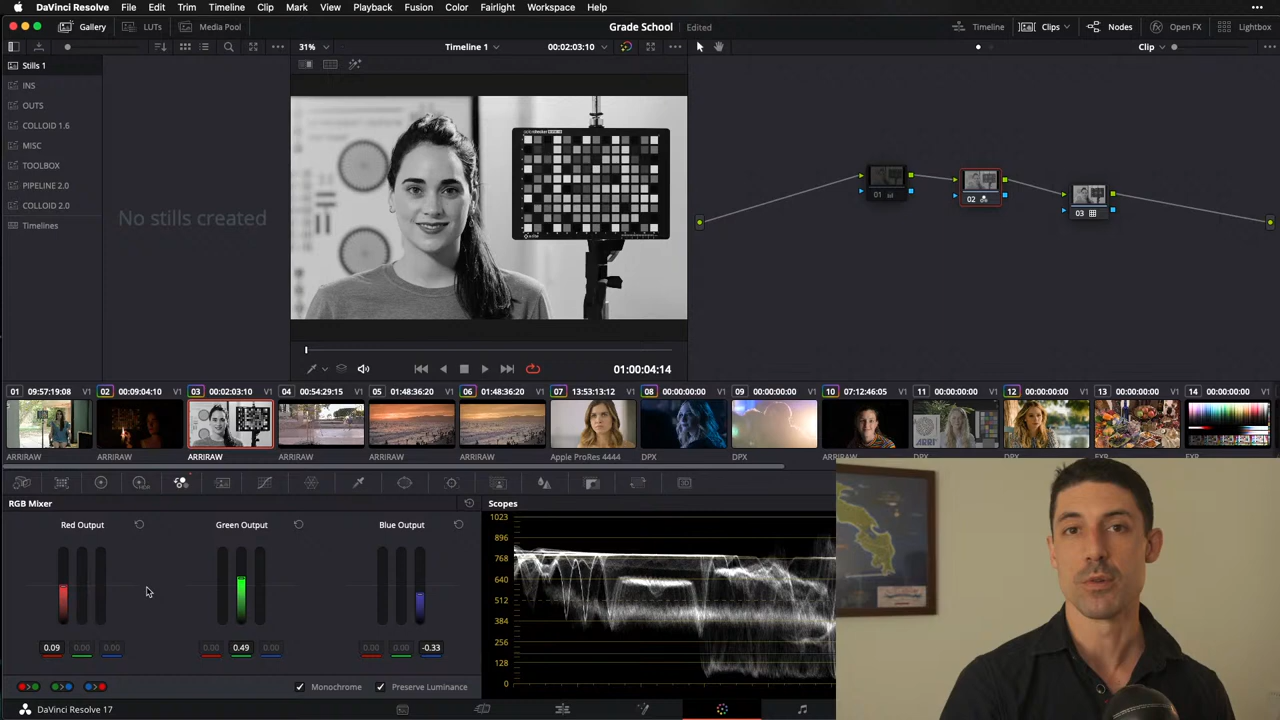 DaVinci Resolve File Edit Trim Timeline Clip Mark View Playback Fusion Color Fairlight Workspace Help
Gallery LUTs Media Pool Grade School Edited Timeline Clips Nodes Open FX Lightbox
31% Timeline 1 00:02:03:10 Clip
Stills 1
INS
OUTS
COLLOID 1.6
MISC
TOOLBOX
PIPELINE 2.0
COLLOID 2.0
Timelines
No stills created
01
02
03
01:00:04:14
01 09:57:19:08 V1 02 00:09:04:10 V1 03 00:02:03:10 V1 04 00:54:29:15 V1 05 01:48:36:20 V1 06 01:48:36:20 V1 07 13:53:13:12 V1 08 00:00:00:00 V1 09 00:00:00:00 V1 10 07:12:46:05 V1 11 00:00:00:00 V1 12 00:00:00:00 V1 13 00:00:00:00 V1 14 00:00:00:00 V1
ARRI
ARRIRAW ARRIRAW ARRIRAW ARRIRAW ARRIRAW ARRIRAW Apple ProRes 4444 DPX DPX ARRIRAW DPX DPX EXR EXR
RGB Mixer
Scopes
Red Output Green Output Blue Output
1023
896
768
640
512
384
256
128
0
0.09 0.00 0.00 0.00 0.49 0.00 0.00 0.00 -0.33
Monochrome Preserve Luminance
DaVinci Resolve 17